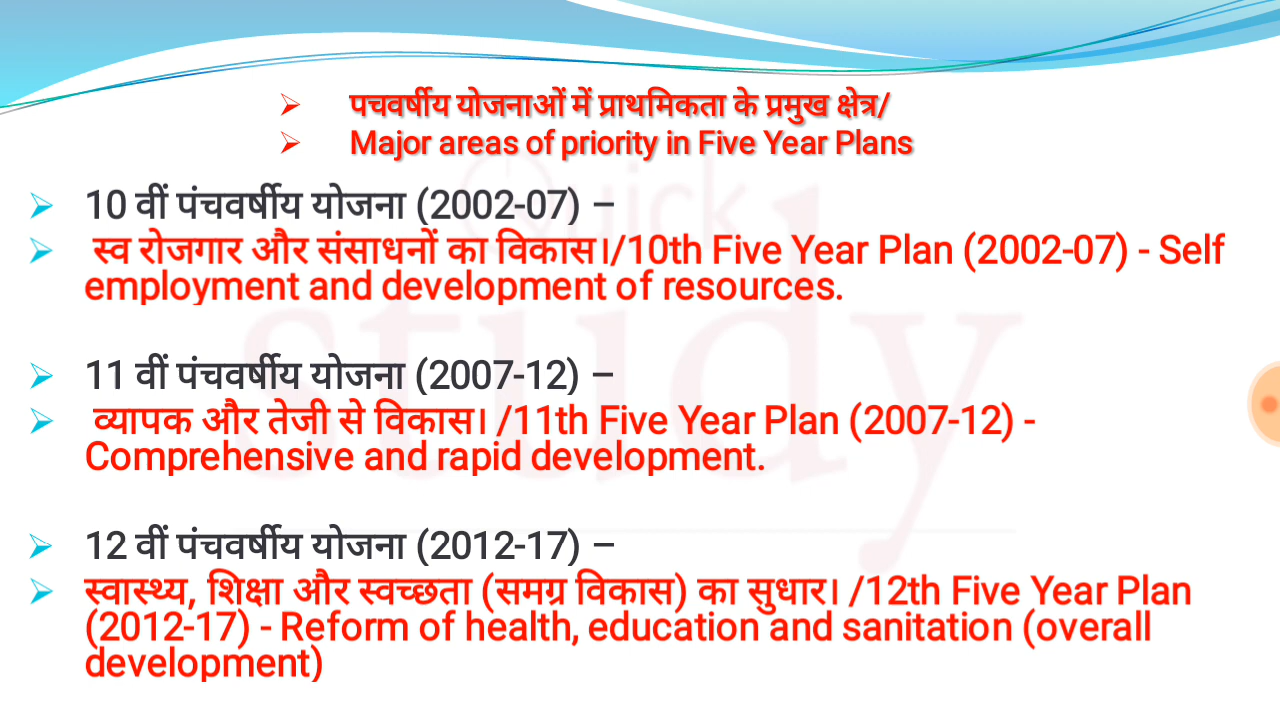 पचवर्षीय योजनाओं में प्राथमिकता के प्रमुख क्षेत्र/
Major areas of priority in Five Year Plans
10 वीं पंचवर्षीय योजना (2002-07) –
स्व रोजगार और संसाधनों का विकास।/10th Five Year Plan (2002-07) - Self
employment and development of resources.
11 वीं पंचवर्षीय योजना (2007-12) –
व्यापक और तेजी से विकास। /11th Five Year Plan (2007-12) -
Comprehensive and rapid development.
12 वीं पंचवर्षीय योजना (2012-17) –
स्वास्थ्य, शिक्षा और स्वच्छता (समग्र विकास) का सुधार। /12th Five Year Plan
(2012-17) - Reform of health, education and sanitation (overall
development)
Quick
study